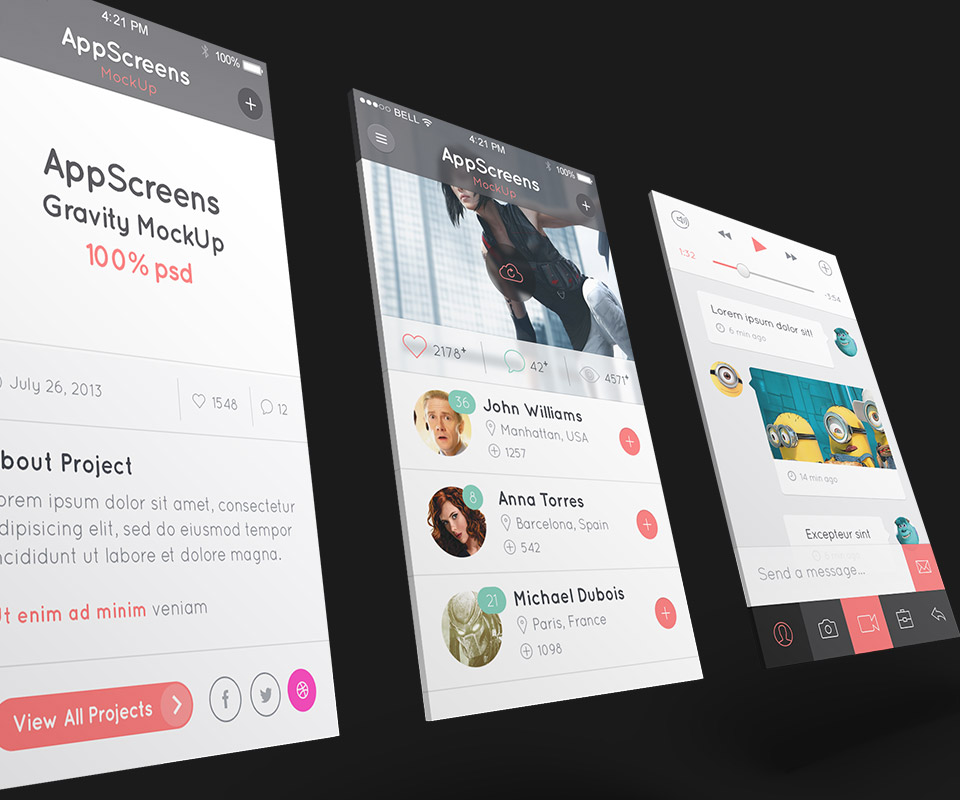 4:21 PM
100%
AppScreens
MockUp
AppScreens
Gravity MockUp
100% psd
July 26, 2013
1548
12
bout Project
orem ipsum dolor sit amet, consectetur
dipisicing elit, sed do eiusmod tempor
ncididunt ut labore et dolore magna.
Ut enim ad minim veniam
View All Projects
BELL
4:21 PM
100%
AppScreens
MockUp
2178+
42+
4571+
36
John Williams
Manhattan, USA
1257
8
Anna Torres
Barcelona, Spain
542
21
Michael Dubois
Paris, France
1098
1:32
-3:54
Lorem ipsum dolor sit!
6 min ago
14 min ago
Excepteur sint
Send a message...